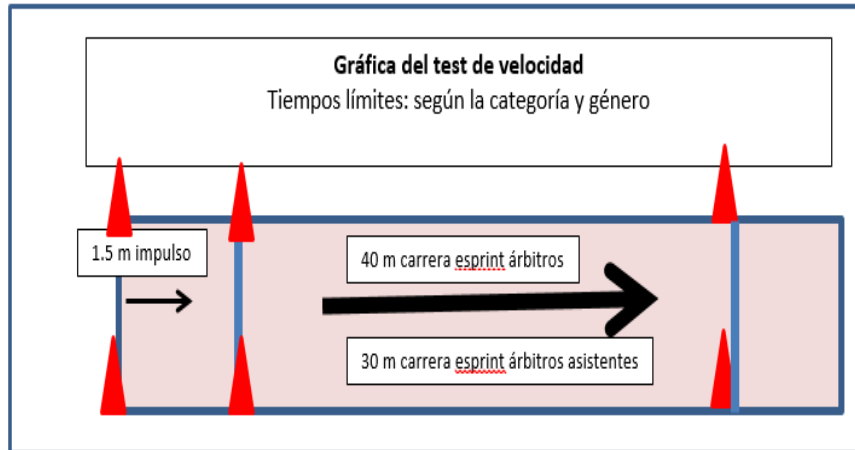 Gráfica del test de velocidad
Tiempos límites: según la categoría y género
1.5 m impulso
40 m carrera esprint árbitros
30 m carrera esprint árbitros asistentes